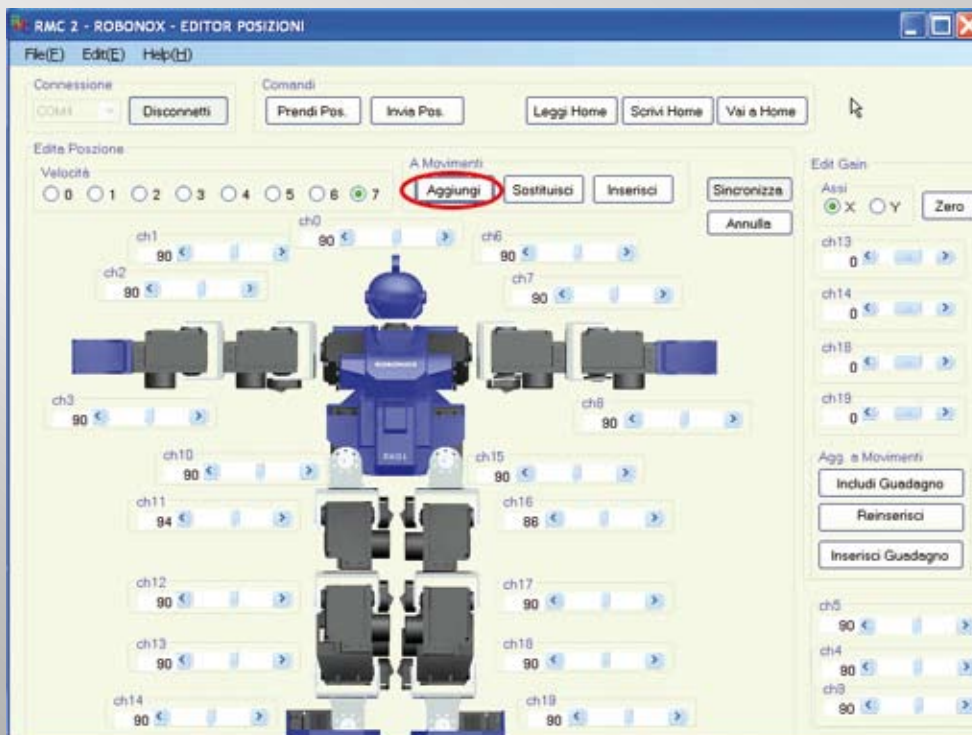 RMC 2 - ROBONOX - EDITOR POSIZIONI
File(F) Edit(E) Help(H)
Connessione
COM4
Disconnetti
Comandi
Prendi Pos.
Invia Pos.
Leggi Home
Scrivi Home
Vai a Home
Edita Poszione
Velocità
0 1 2 3 4 5 6 7
A Movimenti
Aggiungi
Sostituisci
Inserisci
Sincronizza
Annulla
Edit Gain
Assi
X Y
Zero
ch0
90
ch1
90
ch6
90
ch2
90
ch7
90
ch3
90
ch8
90
ch10
90
ch15
90
ch11
94
ch16
86
ch12
90
ch17
90
ch13
90
ch18
90
ch14
90
ch19
90
ROBONOX
ch13
0
ch14
0
ch18
0
ch19
0
Agg. a Movimenti
Includi Guadagno
Reinserisci
Inserisci Guadagno
ch5
90
ch4
90
ch9
90